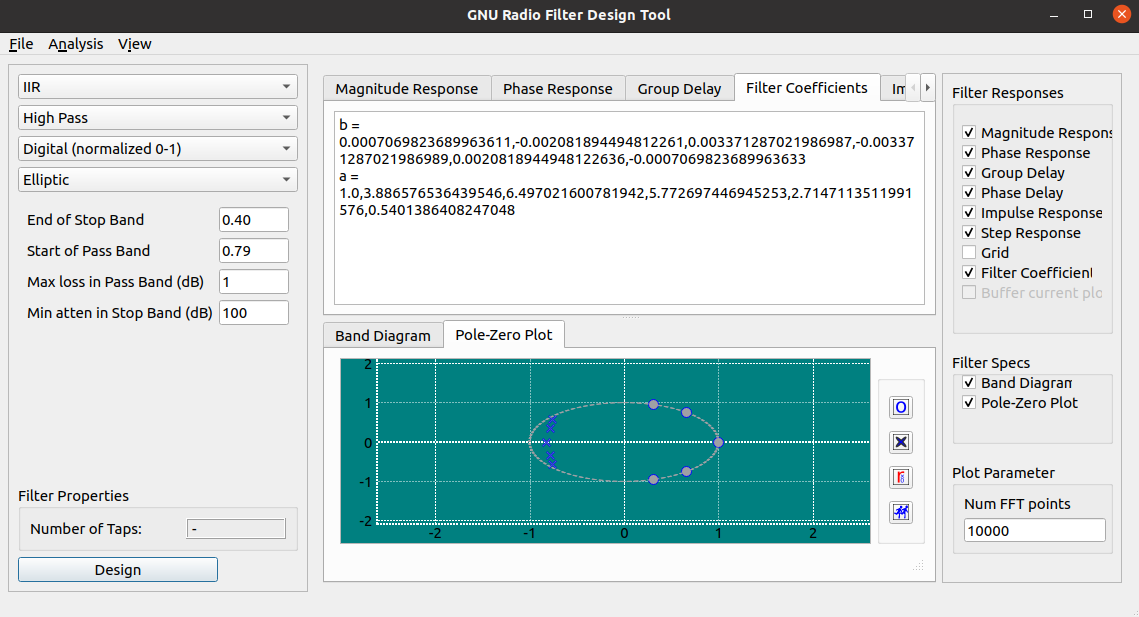 GNU Radio Filter Design Tool
File Analysis View
IIR
High Pass
Digital (normalized 0-1)
Elliptic
End of Stop Band 0.40
Start of Pass Band 0.79
Max loss in Pass Band (dB) 1
Min atten in Stop Band (dB) 100
Filter Properties
Number of Taps: -
Design
Magnitude Response Phase Response Group Delay Filter Coefficients Im
b =
0.0007069823689963611,-0.002081894494812261,0.003371287021986987,-0.00337
1287021986989,0.0020818944948122636,-0.0007069823689963633
a =
1.0,3.886576536439546,6.497021600781942,5.772697446945253,2.7147113511991
576,0.5401386408247048
Band Diagram Pole-Zero Plot
2
1
0
-1
-2
-2 -1 0 1 2
Filter Responses
Magnitude Respons
Phase Response
Group Delay
Phase Delay
Impulse Response
Step Response
Grid
Filter Coefficient
Buffer current plo
Filter Specs
Band Diagram
Pole-Zero Plot
Plot Parameter
Num FFT points
10000